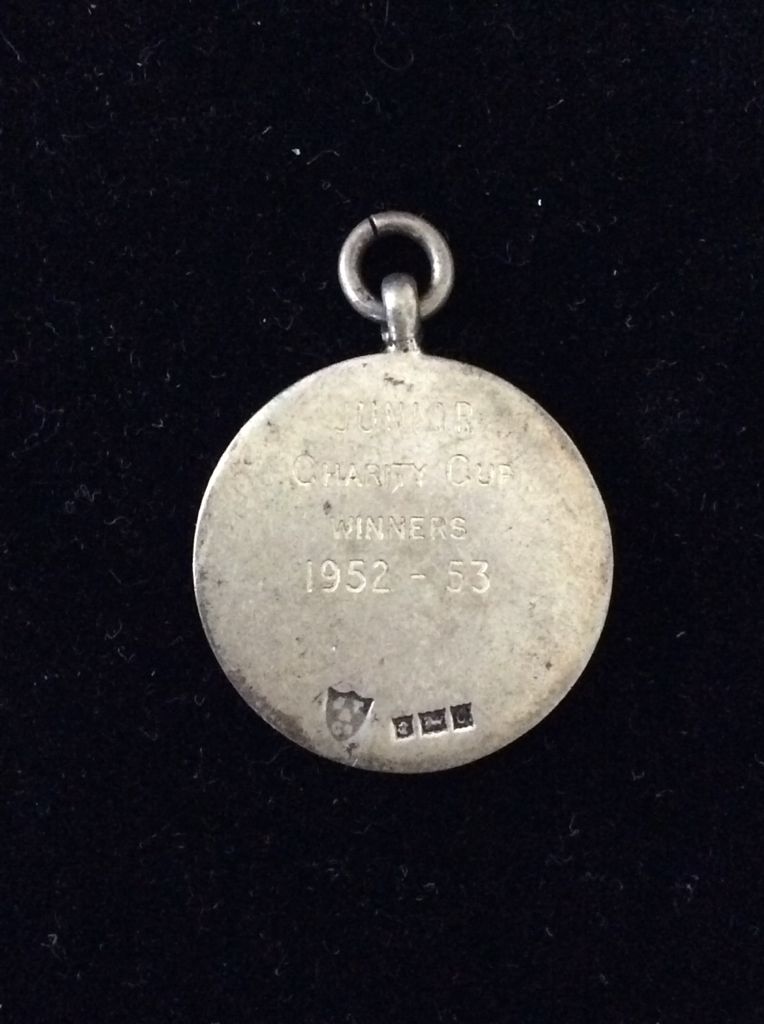 JUNIOR
CHARITY CUP
WINNERS
1952 - 53